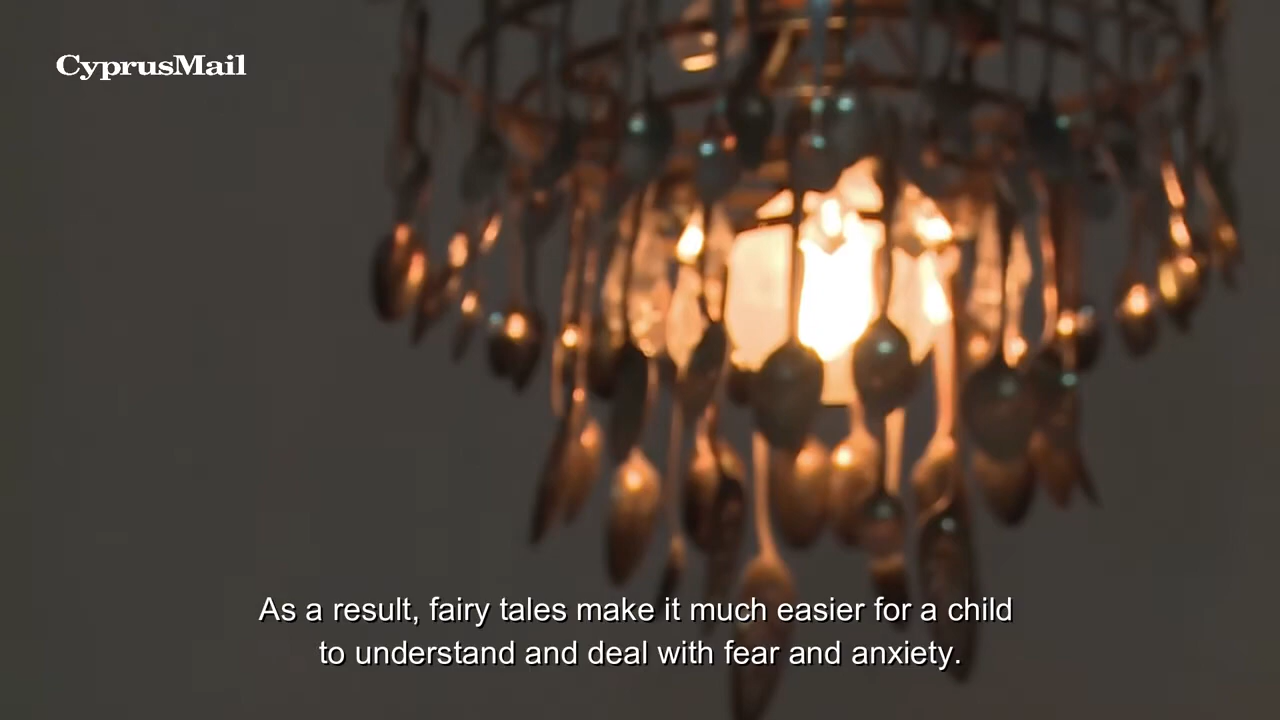 CyprusMail
As a result, fairy tales make it much easier for a child
to understand and deal with fear and anxiety.